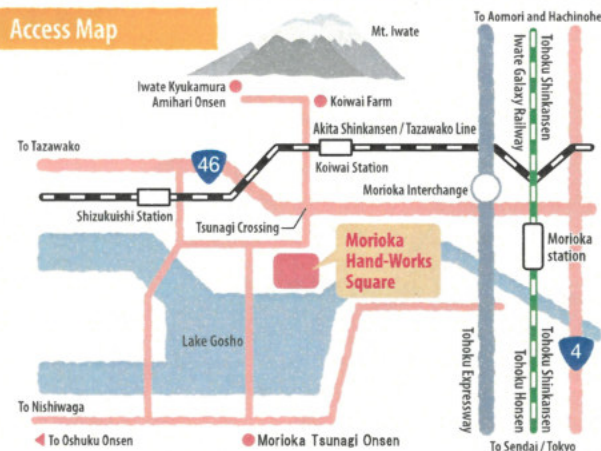 Access Map
Mt. Iwate
To Aomori and Hachinohe
Iwate Kyukamura
Amihari Onsen
Koiwai Farm
Tohoku Shinkansen
Iwate Galaxy Railway
Akita Shinkansen / Tazawako Line
To Tazawako
46
Koiwai Station
Morioka Interchange
Shizukuishi Station
Tsunagi Crossing
Morioka
Hand-Works
Square
Morioka
station
Lake Gosho
Tohoku Expressway
Tohoku Shinkansen
Tohoku Honsen
4
To Nishiwaga
To Oshuku Onsen
Morioka Tsunagi Onsen
To Sendai / Tokyo